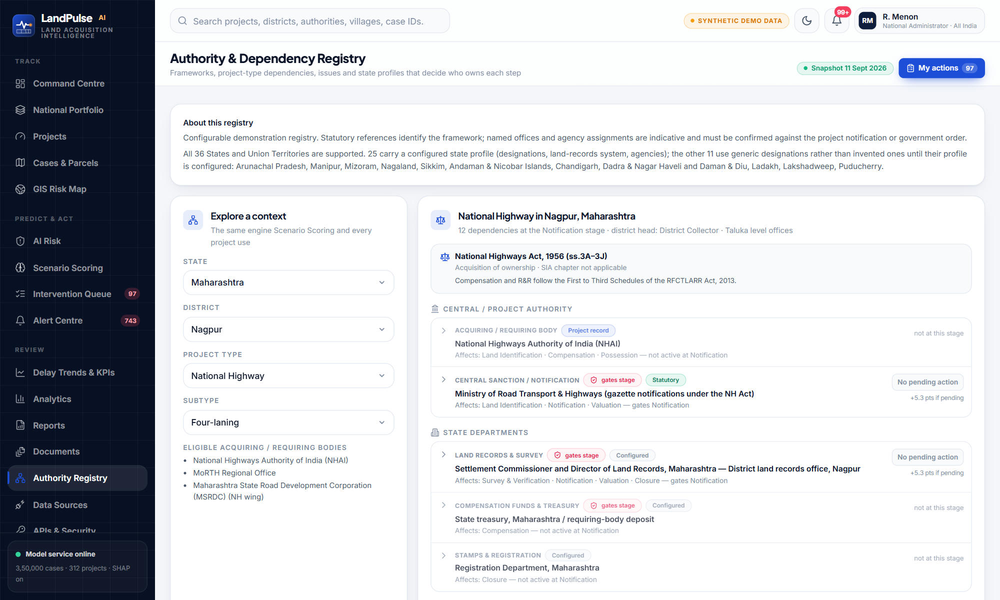 LandPulse AI
LAND ACQUISITION
INTELLIGENCE
TRACK
Command Centre
National Portfolio
Projects
Cases & Parcels
GIS Risk Map
PREDICT & ACT
AI Risk
Scenario Scoring
Intervention Queue 97
Alert Centre 743
REVIEW
Delay Trends & KPIs
Analytics
Reports
Documents
Authority Registry
Data Sources
APIs & Security
Model service online
3,50,000 cases · 312 projects · SHAP
on
Search projects, districts, authorities, villages, case IDs..
SYNTHETIC DEMO DATA
99+
RM
R. Menon
National Administrator · All India
Authority & Dependency Registry
Frameworks, project-type dependencies, issues and state profiles that decide who owns each step
Snapshot 11 Sept 2026
My actions 97
About this registry
Configurable demonstration registry. Statutory references identify the framework; named offices and agency assignments are indicative and must be confirmed against the project notification or government order.
All 36 States and Union Territories are supported. 25 carry a configured state profile (designations, land-records system, agencies); the other 11 use generic designations rather than invented ones until their profile
is configured: Arunachal Pradesh, Manipur, Mizoram, Nagaland, Sikkim, Andaman & Nicobar Islands, Chandigarh, Dadra & Nagar Haveli and Daman & Diu, Ladakh, Lakshadweep, Puducherry.
Explore a context
The same engine Scenario Scoring and every
project use
STATE
Maharashtra
DISTRICT
Nagpur
PROJECT TYPE
National Highway
SUBTYPE
Four-laning
ELIGIBLE ACQUIRING / REQUIRING BODIES
• National Highways Authority of India (NHAI)
• MoRTH Regional Office
• Maharashtra State Road Development Corporation
(MSRDC) (NH wing)
National Highway in Nagpur, Maharashtra
12 dependencies at the Notification stage · district head: District Collector · Taluka level offices
National Highways Act, 1956 (ss.3A–3J)
Acquisition of ownership · SIA chapter not applicable
Compensation and R&R follow the First to Third Schedules of the RFCTLARR Act, 2013.
CENTRAL / PROJECT AUTHORITY
ACQUIRING / REQUIRING BODY Project record
not at this stage
National Highways Authority of India (NHAI)
Affects: Land Identification · Compensation · Possession — not active at Notification
CENTRAL SANCTION / NOTIFICATION gates stage Statutory
No pending action
Ministry of Road Transport & Highways (gazette notifications under the NH Act)
+5.3 pts if pending
Affects: Land Identification · Notification · Valuation — gates Notification
STATE DEPARTMENTS
LAND RECORDS & SURVEY gates stage Configured
No pending action
Settlement Commissioner and Director of Land Records, Maharashtra — District land records office, Nagpur
+5.3 pts if pending
Affects: Survey & Verification · Notification · Valuation · Closure — gates Notification
COMPENSATION FUNDS & TREASURY gates stage Configured
not at this stage
State treasury, Maharashtra / requiring-body deposit
Affects: Compensation — not active at Notification
STAMPS & REGISTRATION Configured
not at this stage
Registration Department, Maharashtra
Affects: Closure — not active at Notification